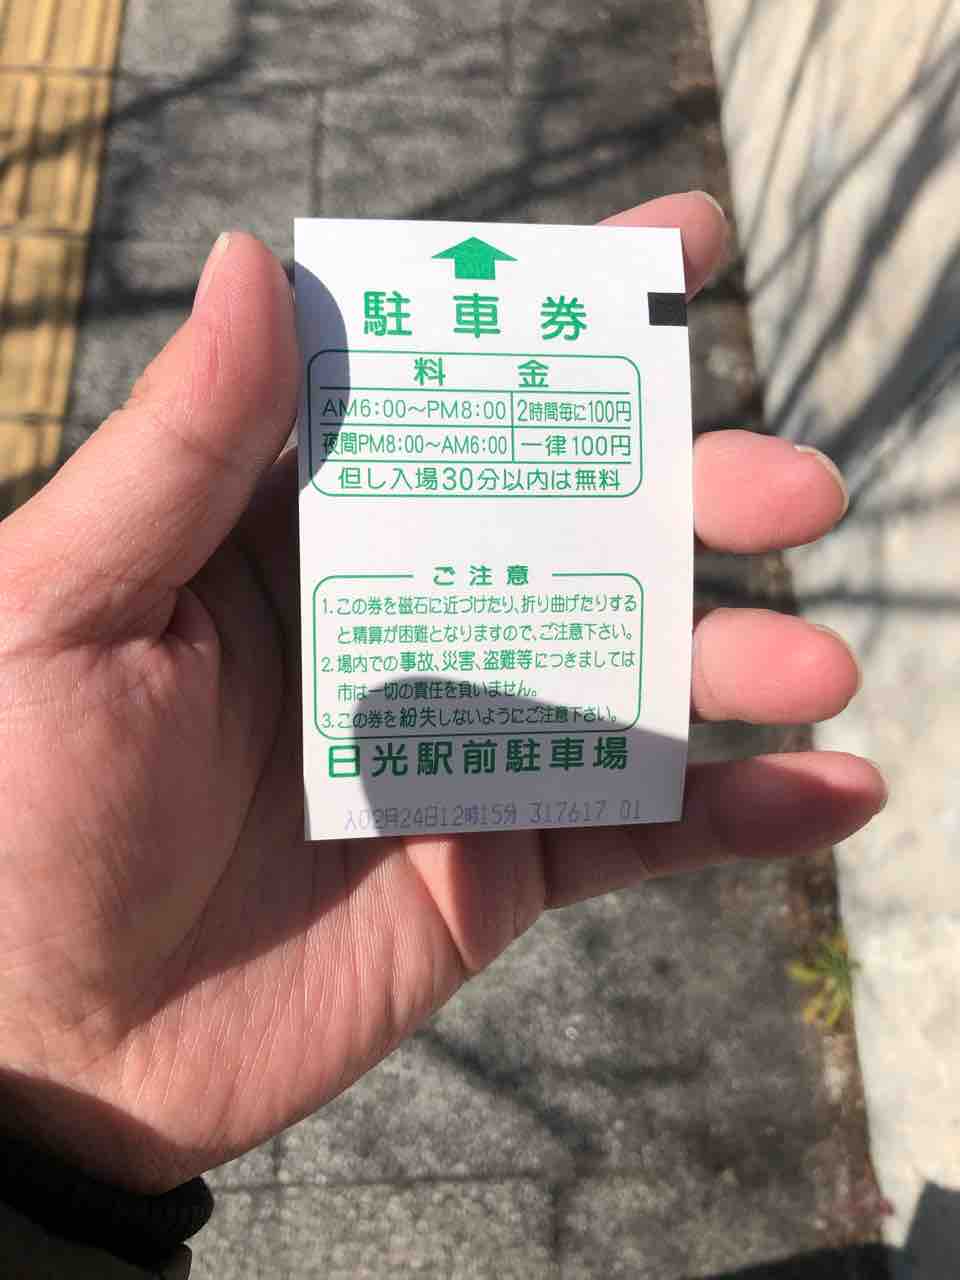 駐車券
料金
AM6:00〜PM8:00 2時間毎に100円
夜間PM8:00〜AM6:00 一律100円
但し入場30分以内は無料
ご注意
1.この券を磁石に近づけたり、折り曲げたりする
と精算が困難となりますので、ご注意下さい。
2.場内での事故、災害、盗難等につきましては
市は一切の責任を負いません。
3.この券を紛失しないようにご注意下さい。
日光駅前駐車場
入02月24日12時15分 317617 01